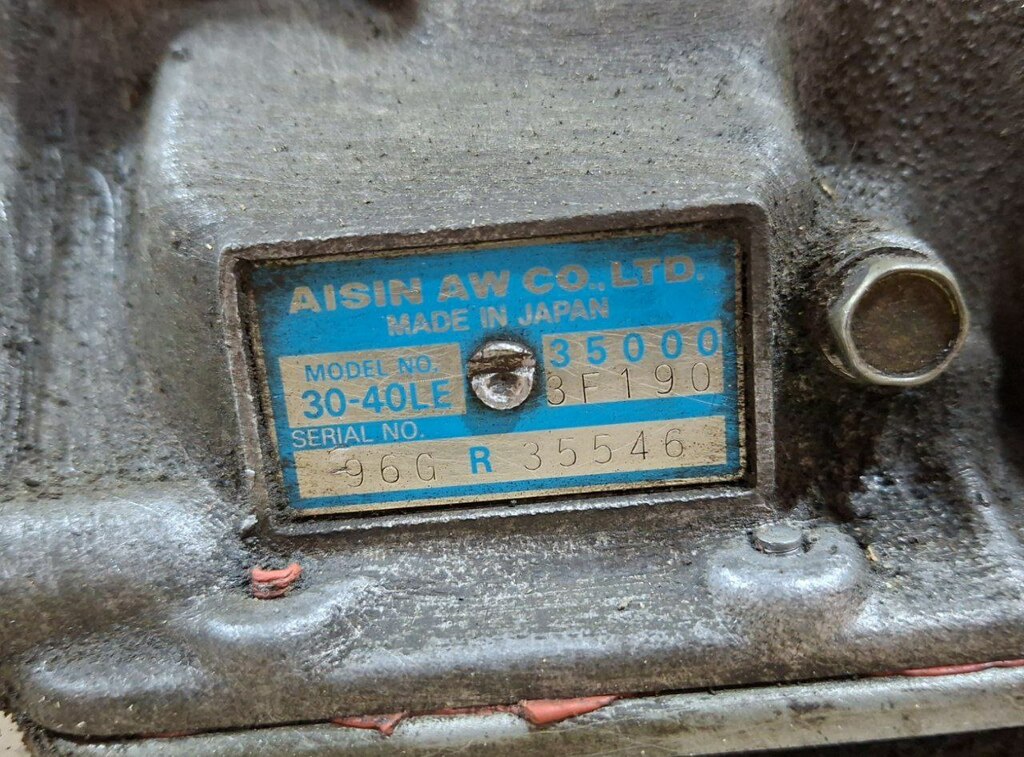 AISIN AW CO., LTD.
MADE IN JAPAN
MODEL NO. 35000
30-40LE 3F190
SERIAL NO.
96G R 35546